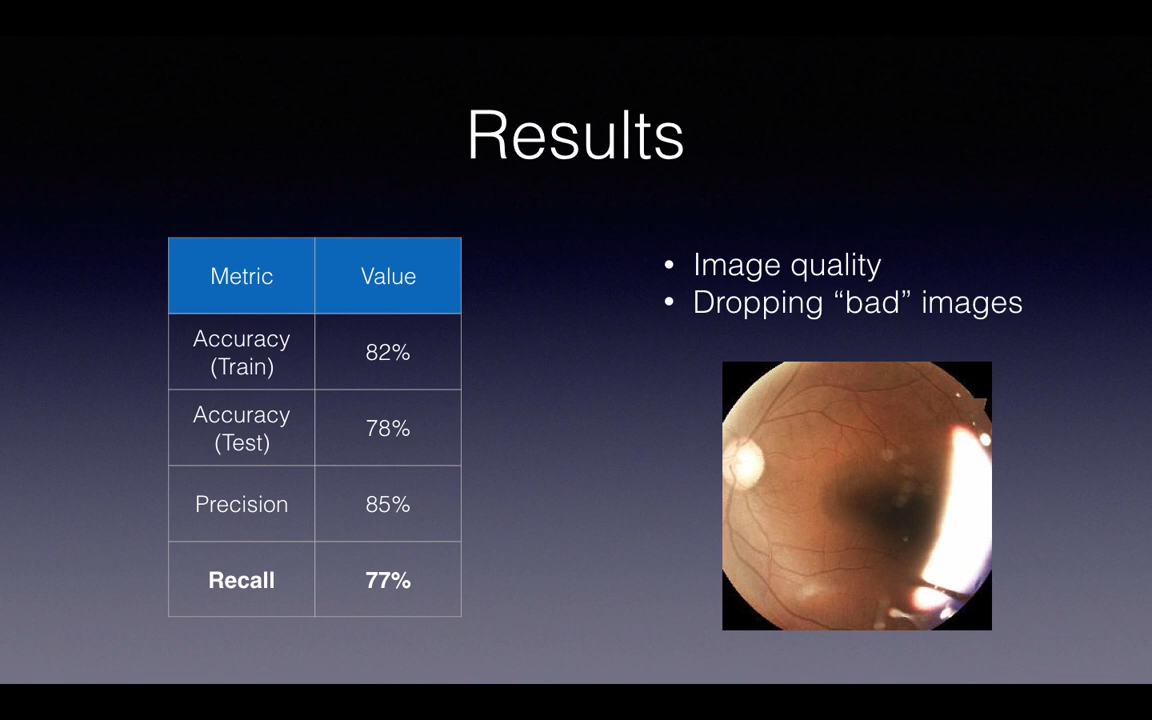 Results
Metric Value
Accuracy
(Train) 82%
Accuracy
(Test) 78%
Precision 85%
Recall 77%
• Image quality
• Dropping “bad” images